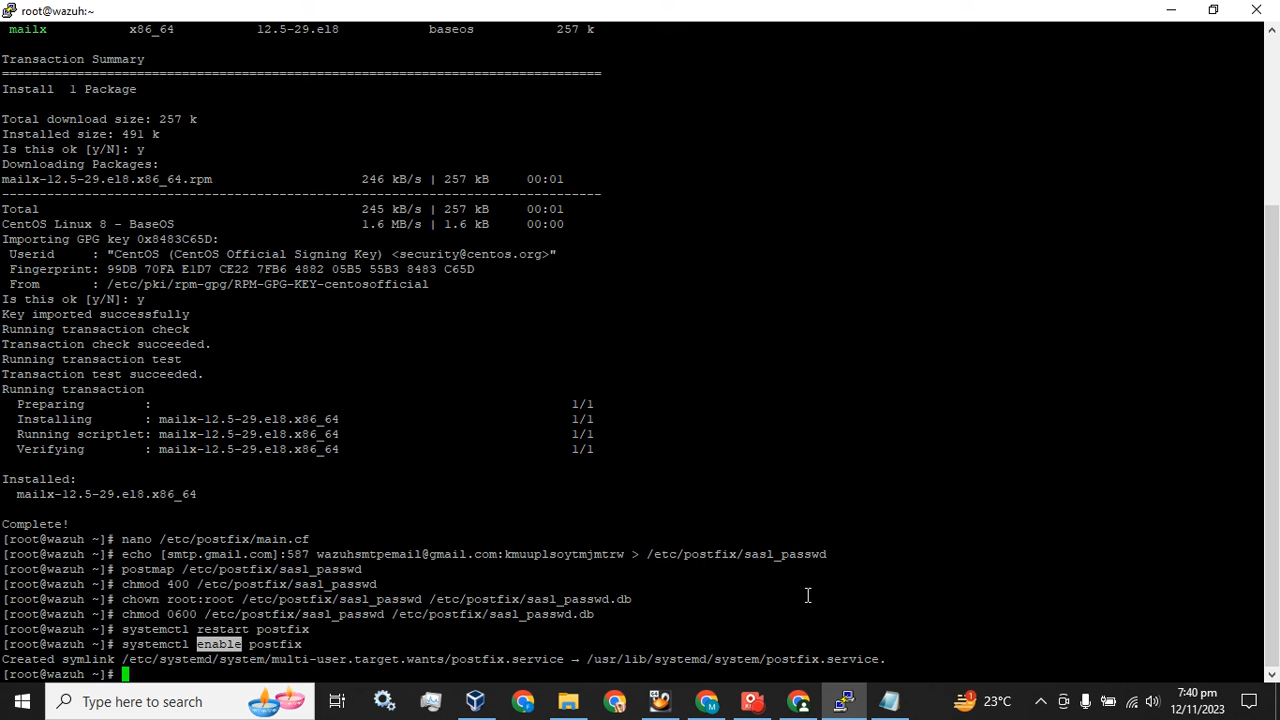 root@wazuh:~
mailx x86_64 12.5-29.el8 baseos 257 k
Transaction Summary
================================================================================
Install 1 Package
Total download size: 257 k
Installed size: 491 k
Is this ok [y/N]: y
Downloading Packages:
mailx-12.5-29.el8.x86_64.rpm 246 kB/s | 257 kB 00:01
--------------------------------------------------------------------------------
Total 245 kB/s | 257 kB 00:01
CentOS Linux 8 - BaseOS 1.6 MB/s | 1.6 kB 00:00
Importing GPG key 0x8483C65D:
Userid : "CentOS (CentOS Official Signing Key) <security@centos.org>"
Fingerprint: 99DB 70FA E1D7 CE22 7FB6 4882 05B5 55B3 8483 C65D
From : /etc/pki/rpm-gpg/RPM-GPG-KEY-centosofficial
Is this ok [y/N]: y
Key imported successfully
Running transaction check
Transaction check succeeded.
Running transaction test
Transaction test succeeded.
Running transaction
Preparing : 1/1
Installing : mailx-12.5-29.el8.x86_64 1/1
Running scriptlet: mailx-12.5-29.el8.x86_64 1/1
Verifying : mailx-12.5-29.el8.x86_64 1/1
Installed:
mailx-12.5-29.el8.x86_64
Complete!
[root@wazuh ~]# nano /etc/postfix/main.cf
[root@wazuh ~]# echo [smtp.gmail.com]:587 wazuhsmtpemail@gmail.com:kmuuplsoytmjmtrw > /etc/postfix/sasl_passwd
[root@wazuh ~]# postmap /etc/postfix/sasl_passwd
[root@wazuh ~]# chmod 400 /etc/postfix/sasl_passwd
[root@wazuh ~]# chown root:root /etc/postfix/sasl_passwd /etc/postfix/sasl_passwd.db
[root@wazuh ~]# chmod 0600 /etc/postfix/sasl_passwd /etc/postfix/sasl_passwd.db
[root@wazuh ~]# systemctl restart postfix
[root@wazuh ~]# systemctl enable postfix
Created symlink /etc/systemd/system/multi-user.target.wants/postfix.service → /usr/lib/systemd/system/postfix.service.
[root@wazuh ~]#
Type here to search
1
23°C
7:40 pm
12/11/2023